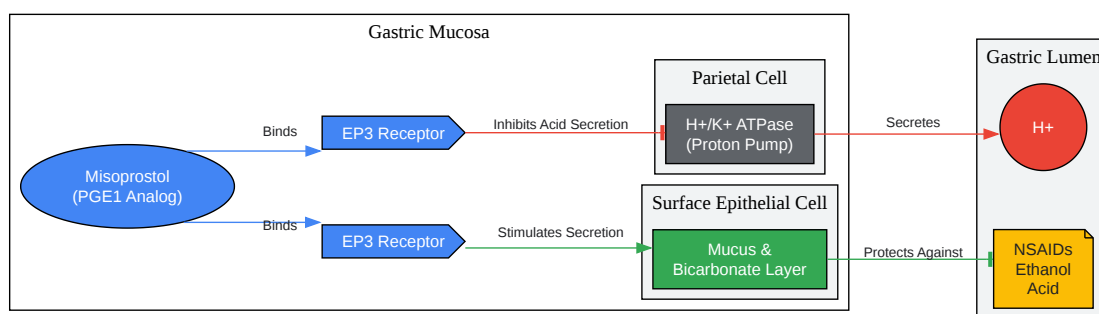 Gastric Mucosa
Gastric Lumen
Parietal Cell
Binds
EP3 Receptor
Inhibits Acid Secretion
H+/K+ ATPase
(Proton Pump)
Secretes
H+
Misoprostol
(PGE1 Analog)
Surface Epithelial Cell
Binds
EP3 Receptor
Stimulates Secretion
Mucus &
Bicarbonate Layer
Protects Against
NSAIDs
Ethanol
Acid